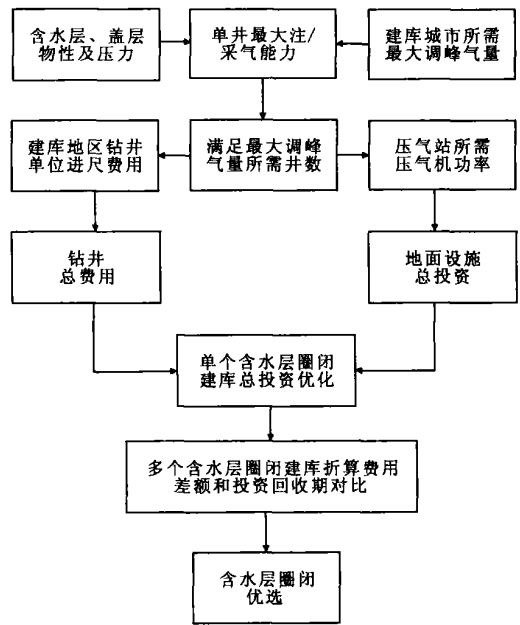 含水层、盖层
物性及压力
单井最大注/
采气能力
建库城市所需
最大调峰气量
建库地区钻井
单位进尺费用
满足最大调峰
气量所需井数
压气站所需
压气机功率
钻井
总费用
地面设施
总投资
单个含水层圈闭
建库总投资优化
多个含水层圈闭建库折算费用
差额和投资回收期对比
含水层圈闭
优选